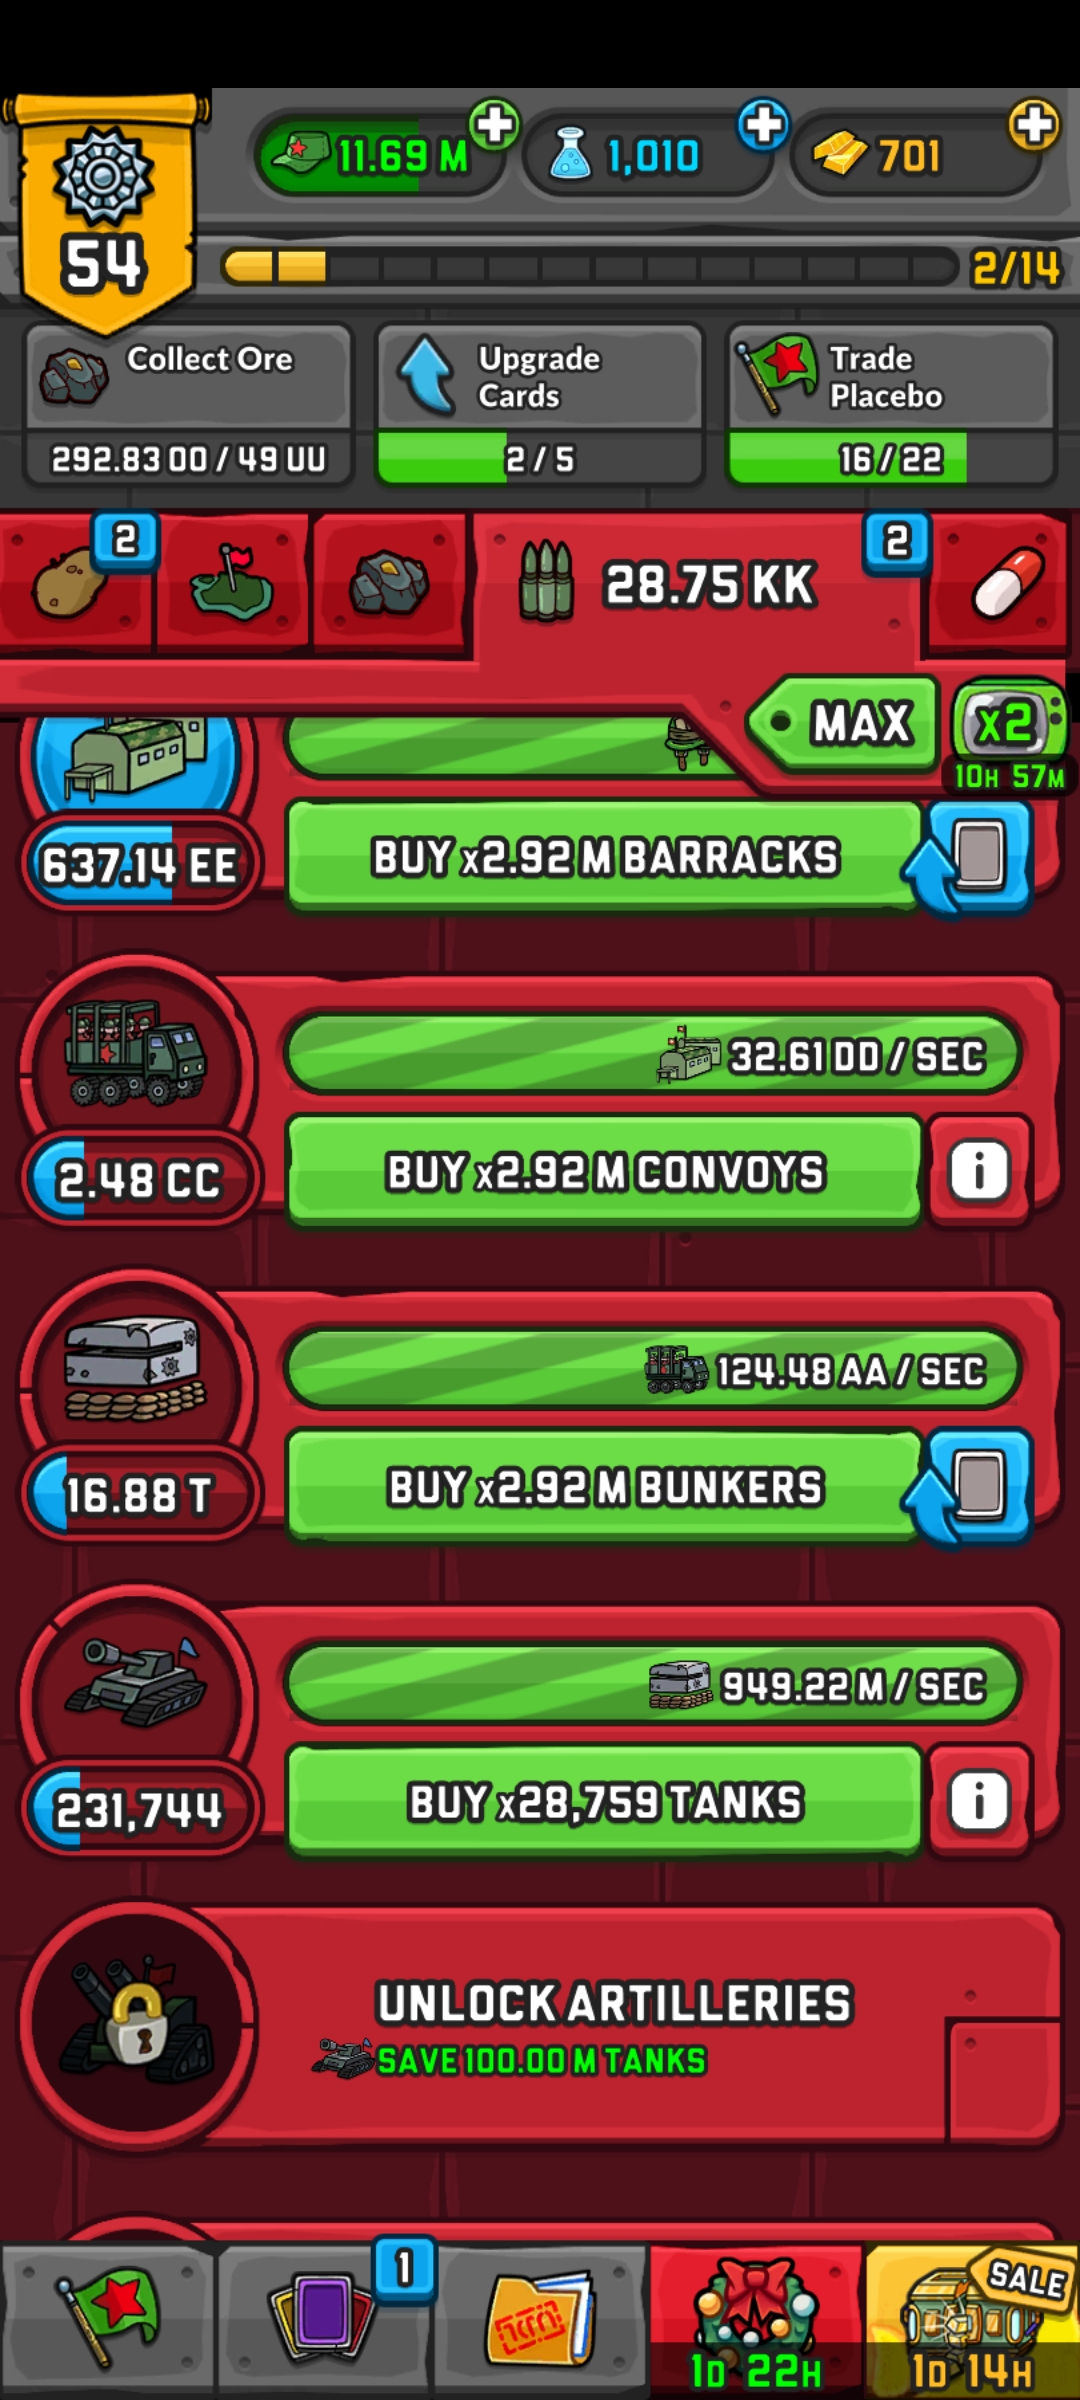 11.69 M
1,010
701
54
2/14
Collect Ore
292.83 OO / 49 UU
Upgrade
Cards
2 / 5
Trade
Placebo
16 / 22
2
28.75 KK
2
MAX
x2
10H 57M
637.14 EE
BUY x2.92 M BARRACKS
32.61 DD / SEC
2.48 CC
BUY x2.92 M CONVOYS
i
124.48 AA / SEC
16.88 T
BUY x2.92 M BUNKERS
949.22 M / SEC
231,744
BUY x28,759 TANKS
i
UNLOCK ARTILLERIES
SAVE 100.00 M TANKS
1
1D 22H
SALE
1D 14H